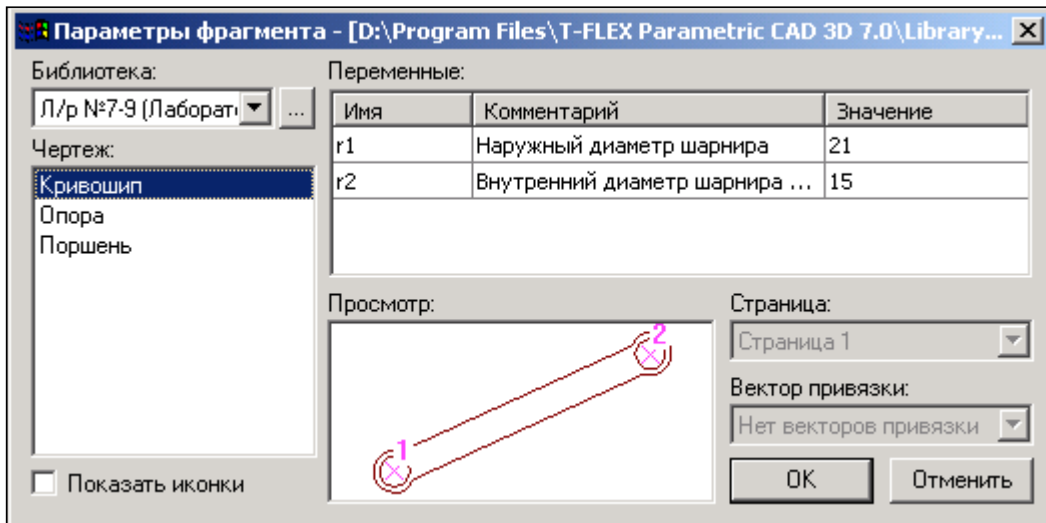 Параметры фрагмента - [D:\Program Files\T-FLEX Parametric CAD 3D 7.0\Library...
Библиотека:
Л/р №7-9 (Лаборат
...
Чертеж:
Кривошип
Опора
Поршень
Показать иконки
Переменные:
Имя Комментарий Значение
r1 Наружный диаметр шарнира 21
r2 Внутренний диаметр шарнира ... 15
Просмотр:
2
1
Страница:
Страница 1
Вектор привязки:
Нет векторов привязки
OK Отменить